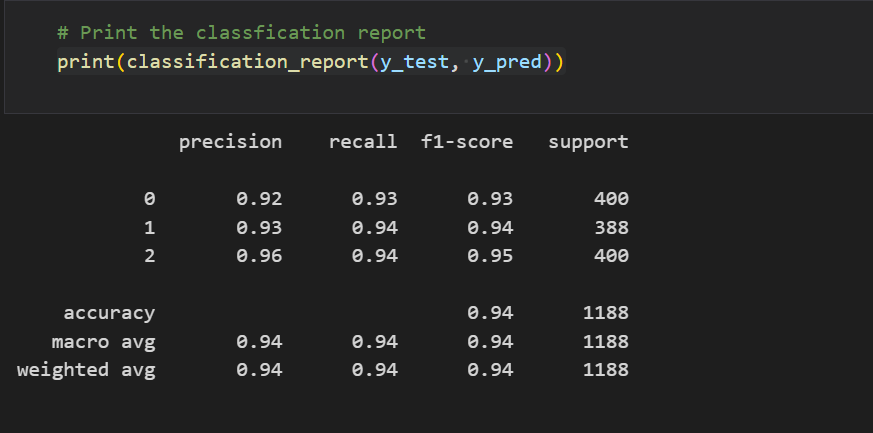 # Print the classfication report
print(classification_report(y_test, y_pred))
precision recall f1-score support
0 0.92 0.93 0.93 400
1 0.93 0.94 0.94 388
2 0.96 0.94 0.95 400
accuracy 0.94 1188
macro avg 0.94 0.94 0.94 1188
weighted avg 0.94 0.94 0.94 1188